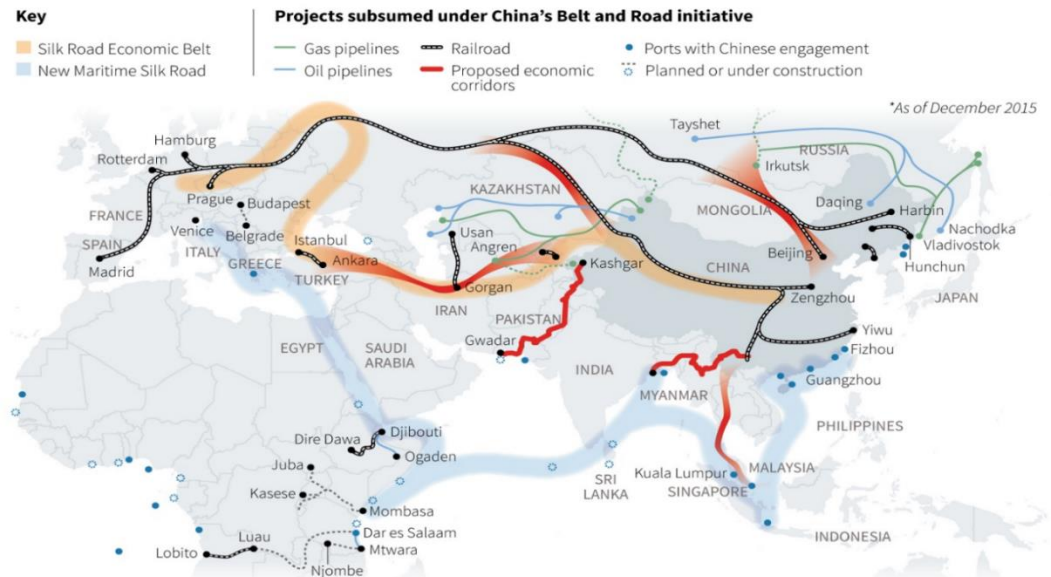 Key
Silk Road Economic Belt
New Maritime Silk Road
Projects subsumed under China's Belt and Road initiative
Gas pipelines
Oil pipelines
Railroad
Proposed economic
corridors
Ports with Chinese engagement
Planned or under construction
*As of December 2015
Tayshet
Hamburg
Rotterdam
RUSSIA
Irkutsk
Prague
Budapest
KAZAKHSTAN
Daqing
Harbin
FRANCE
MONGOLIA
Venice
Belgrade
Usan
Nachodka
ITALY
Istanbul
Angren
Beijing
Vladivostok
SPAIN
GREECE
Ankara
Kashgar
CHINA
Hunchun
Madrid
TURKEY
Gorgan
Zengzhou
JAPAN
IRAN
PAKISTAN
Yiwu
Gwadar
EGYPT
SAUDI
ARABIA
Fizhou
INDIA
Guangzhou
MYANMAR
PHILIPPINES
Dire Dawa
Djibouti
Ogaden
Juba
SRI
LANKA
Kuala Lumpur
MALAYSIA
Kasese
SINGAPORE
Mombasa
Dar es Salaam
INDONESIA
Luau
Lobito
Mtwara
Njombe